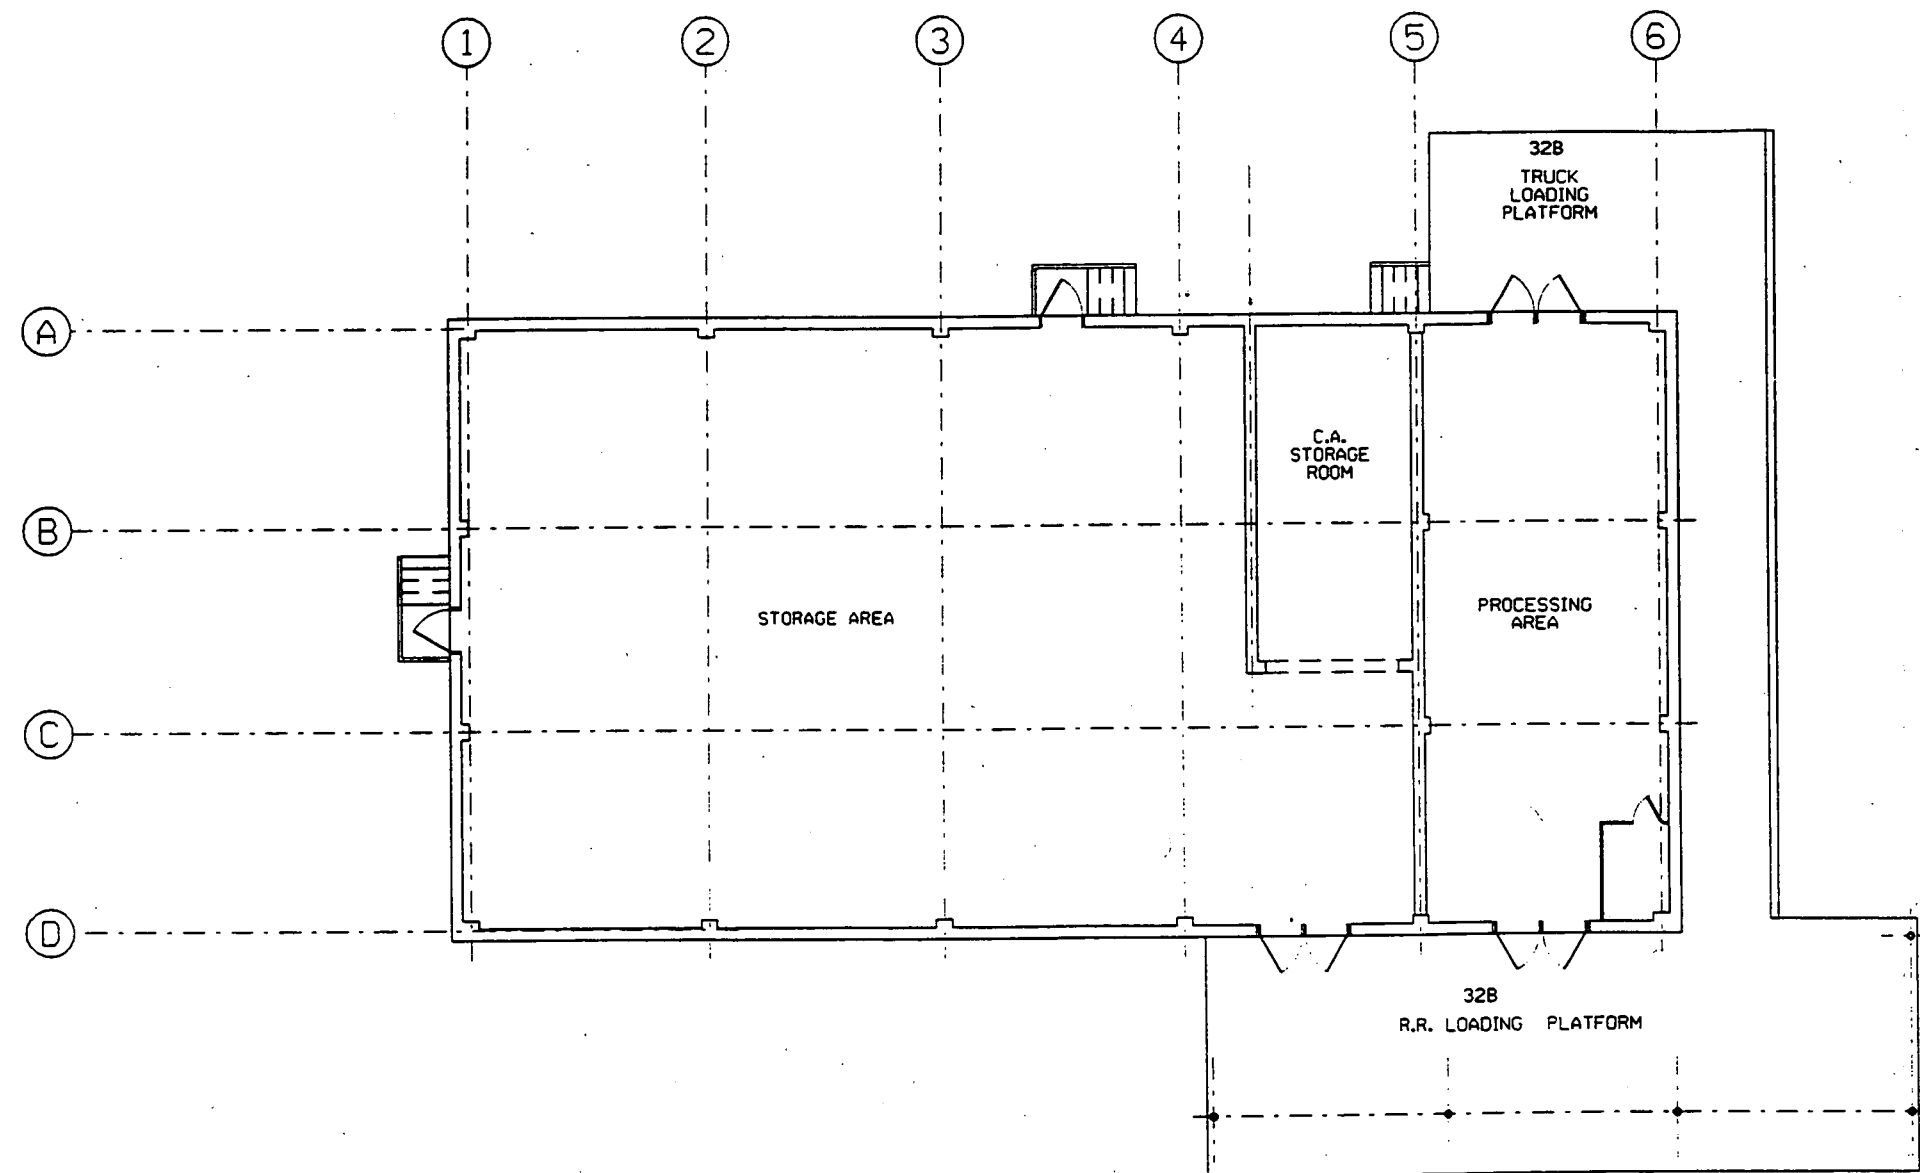 1 2 3 4 5 6
32B
TRUCK
LOADING
PLATFORM
A
C.A.
STORAGE
ROOM
B
STORAGE AREA
PROCESSING
AREA
C
D
32B
R.R. LOADING PLATFORM